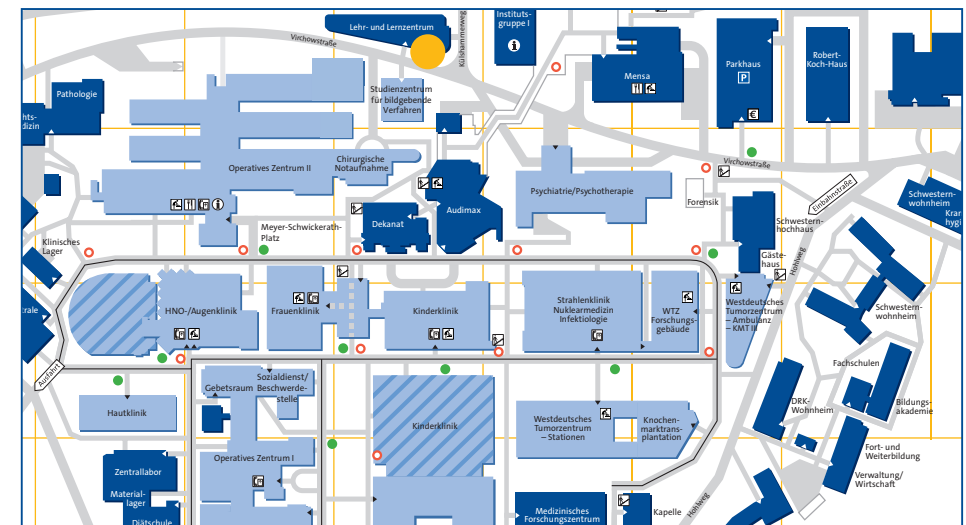 Lehr- und Lernzentrum
Külshammerweg
Instituts-
gruppe I
Virchowstraße
Mensa
Parkhaus
P
€
Robert-
Koch-Haus
Pathologie
Studienzentrum
für bildgebende
Verfahren
Operatives Zentrum II
Chirurgische
Notaufnahme
Psychiatrie/Psychotherapie
Virchowstraße
Forensik
Einbahnstraße
Schwestern-
wohnheim
Schwestern-
hochhaus
Audimax
Dekanat
Meyer-Schwickerath-
Platz
Klinisches
Lager
Gäste-
haus
Hohlweg
HNO-/Augenklinik
Frauenklinik
Kinderklinik
Strahlenklinik
Nuklearmedizin
Infektiologie
WTZ
Forschungs-
gebäude
Westdeutsches
Tumorzentrum
– Ambulanz
– KMT III
Schwestern-
wohnheim
Ausfahrt
Fachschulen
Gebetsraum
Sozialdienst/
Beschwerde-
stelle
Hautklinik
Kinderklinik
Westdeutsches
Tumorzentrum
– Stationen
Knochen-
marktrans-
plantation
DRK-
Wohnheim
Bildungs-
akademie
Fort- und
Weiterbildung
Verwaltung/
Wirtschaft
Operatives Zentrum I
Zentrallabor
Material-
lager
Diätschule
Medizinisches
Forschungszentrum
Kapelle
Hohlweg